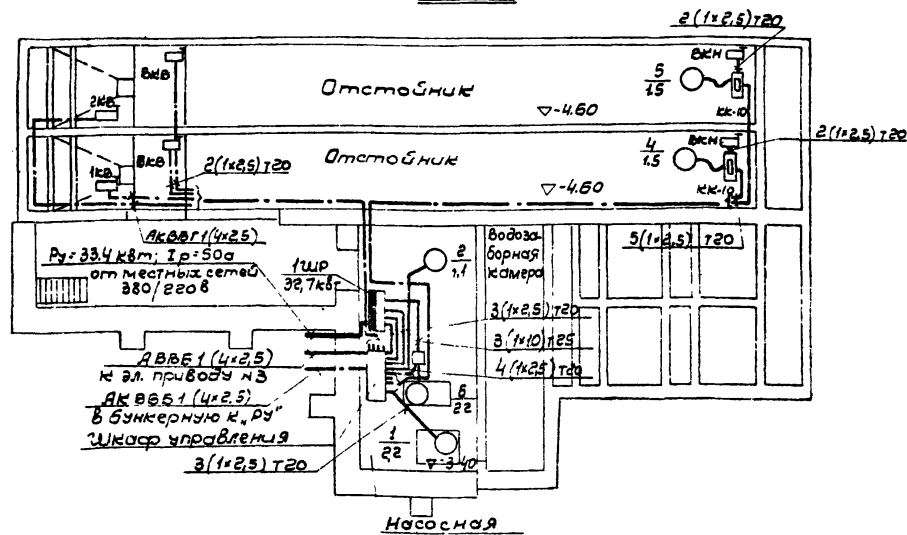 2(1×2,5) т20
ВКВ
ВКН
Отстойник
5
1.5
2КВ
▽-4.60
КК-10
ВКВ
ВКН
2(1×2,5) т20
Отстойник
4
1.5
1КВ
2(1×2,5) т20
▽-4.60
КК-10
АКВВГ1(4×2,5)
5(1×2,5) т20
Ру=33.4 квт; Iр=50а
от местных сетей
380/220в
1ШР
32,7кв
2
1,1
Водоза-
борная
камера
3(1×2,5) т20
3(1×10) т25
4(1×2,5) т20
АВВБ1(4×2,5)
к эл. приводу н3
АКВББ1(4×2,5)
в бункерную к „РУ"
Шкаф управления
3(1×2,5) т20
22
1
2,2
▽-3.40
Насосная